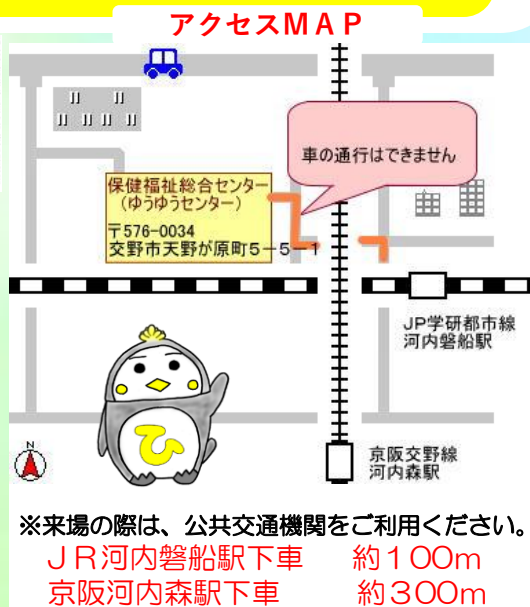 アクセスMAP
車の通行はできません
保健福祉総合センター
(ゆうゆうセンター)
〒576-0034
交野市天野が原町5-5-1
JP学研都市線
河内磐船駅
ひ
N
京阪交野線
河内森駅
※来場の際は、公共交通機関をご利用ください。
JR河内磐船駅下車 約100m
京阪河内森駅下車 約300m